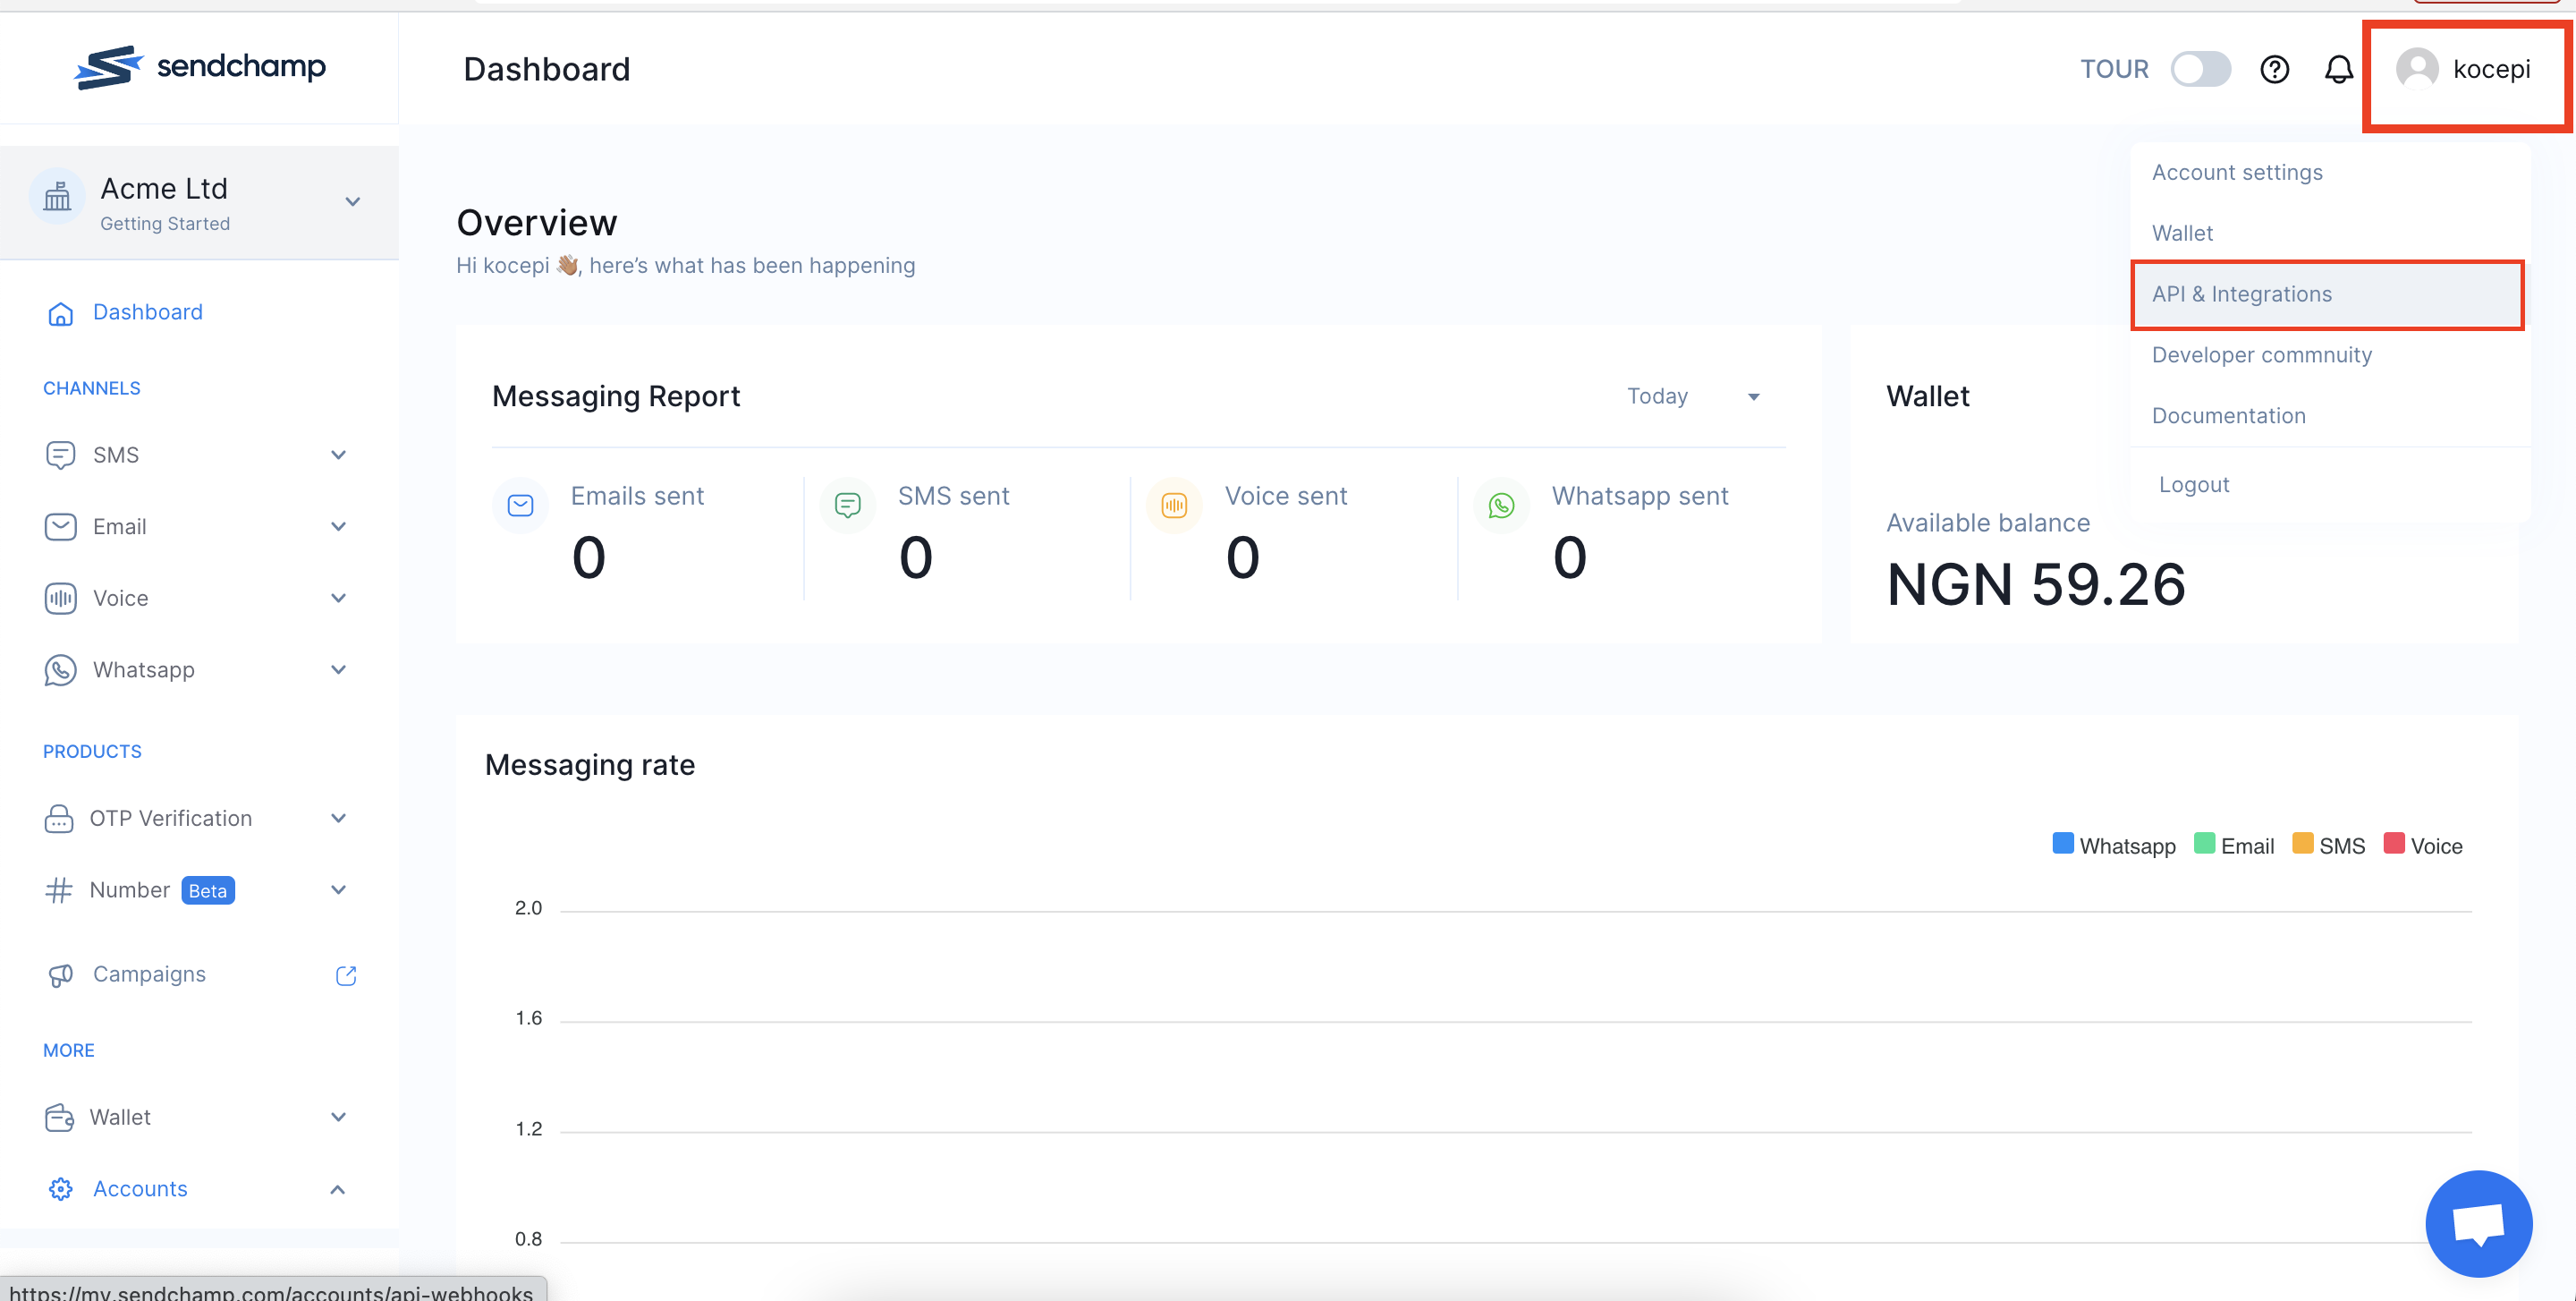 sendchamp
Dashboard
TOUR
kocepi
Acme Ltd
Getting Started
Dashboard
CHANNELS
SMS
Email
Voice
Whatsapp
PRODUCTS
OTP Verification
Number Beta
Campaigns
MORE
Wallet
Accounts
Overview
Hi kocepi 👋🏽, here’s what has been happening
Messaging Report
Today
Emails sent
0
SMS sent
0
Voice sent
0
Whatsapp sent
0
Wallet
Available balance
NGN 59.26
Account settings
Wallet
API & Integrations
Developer commnuity
Documentation
Logout
Messaging rate
Whatsapp Email SMS Voice
2.0
1.6
1.2
0.8
https://my.sendchamp.com/accounts/api-webhooks